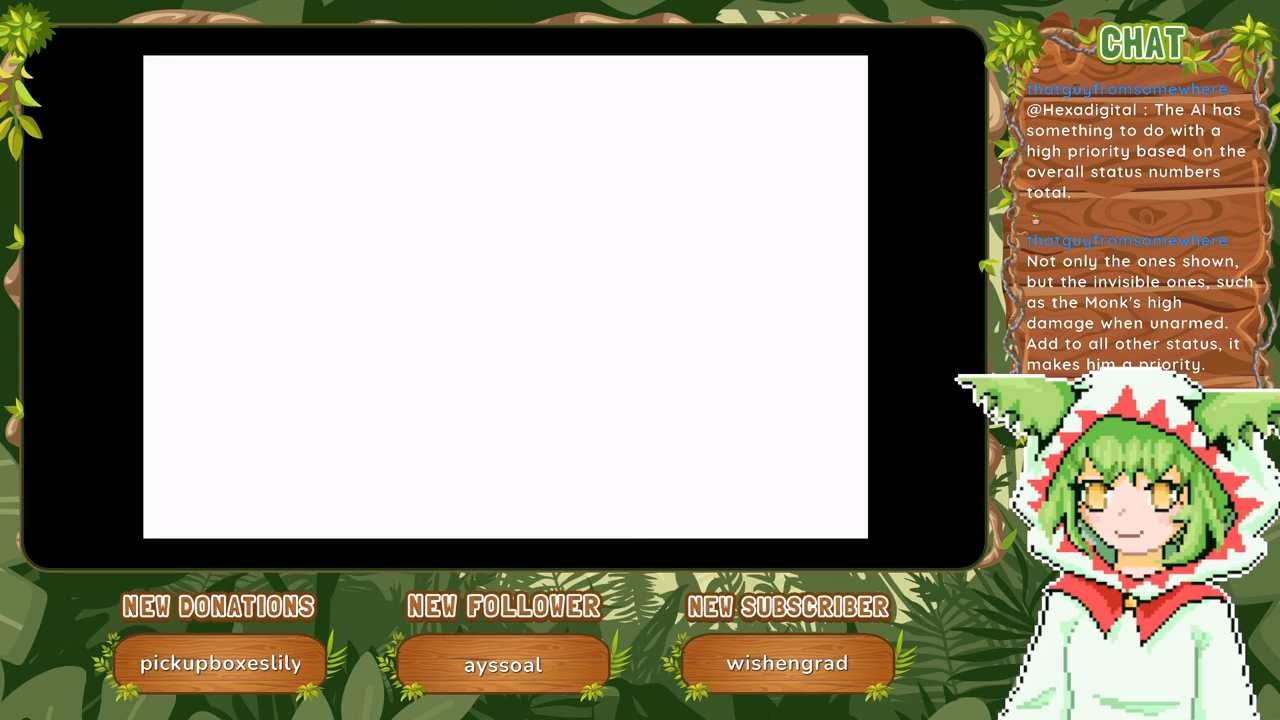 CHAT
thatguyfromsomewhere:
@Hexadigital : The AI has
something to do with a
high priority based on the
overall status numbers
total.
thatguyfromsomewhere:
Not only the ones shown,
but the invisible ones, such
as the Monk's high
damage when unarmed.
Add to all other status, it
makes him a priority.
NEW DONATIONS
pickupboxeslily
NEW FOLLOWER
ayssoal
NEW SUBSCRIBER
wishengrad